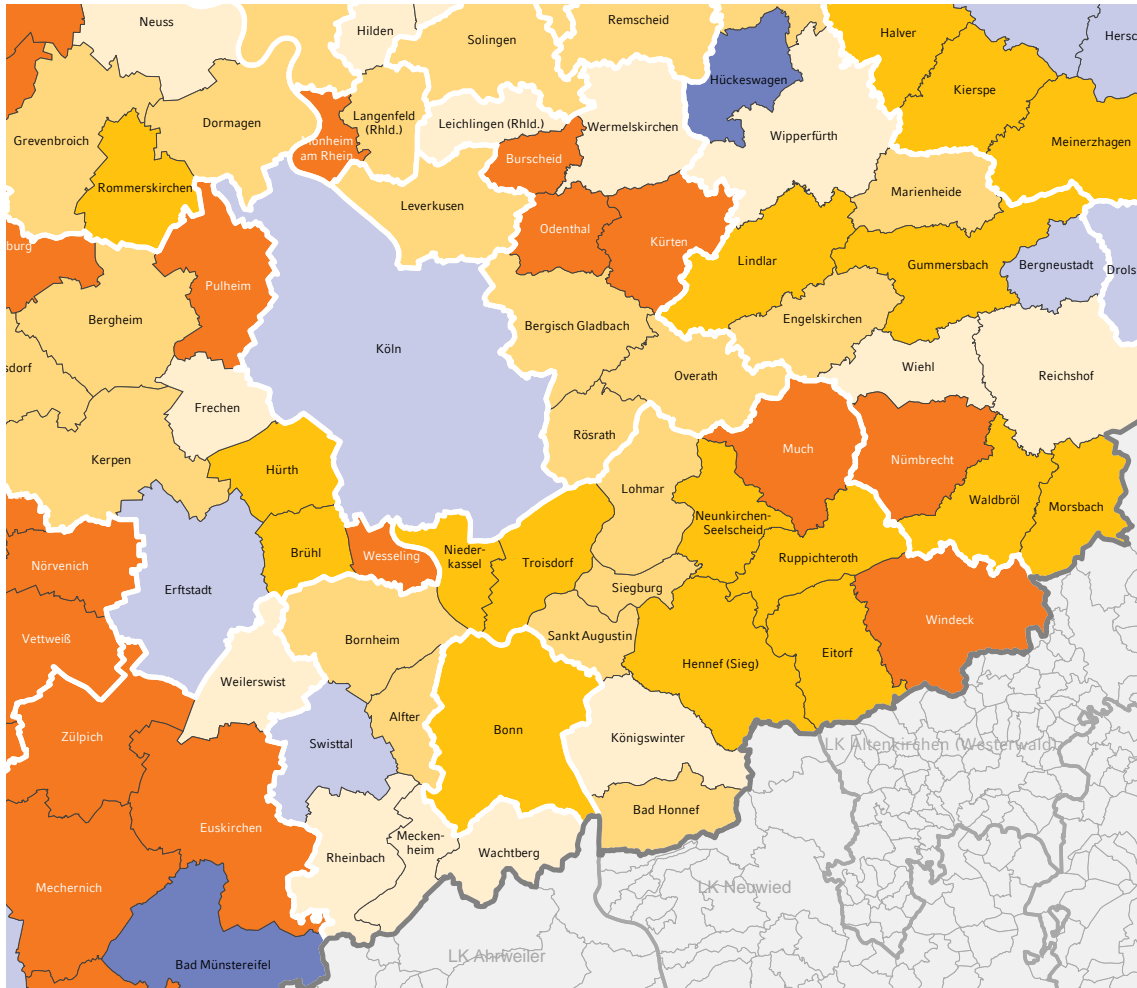 Neuss
Hilden
Solingen
Remscheid
Halver
Hersc
Hückeswagen
Kierspe
Grevenbroich
Dormagen
Monheim
am Rhein
Langenfeld
(Rhld.)
Leichlingen (Rhld.)
Wermelskirchen
Wipperfürth
Meinerzhagen
Burscheid
Rommerskirchen
Marienheide
Leverkusen
Odenthal
Kürten
burg
Lindlar
Gummersbach
Bergneustadt
Drols
Pulheim
Bergheim
Köln
Bergisch Gladbach
Engelskirchen
sdorf
Overath
Wiehl
Reichshof
Frechen
Rösrath
Kerpen
Hürth
Much
Nümbrecht
Lohmar
Waldbröl
Morsbach
Neunkirchen-
Seelscheid
Nörvenich
Brühl
Wesseling
Nieder-
kassel
Troisdorf
Ruppichteroth
Erftstadt
Siegburg
Vettweiß
Bornheim
Sankt Augustin
Windeck
Hennef (Sieg)
Eitorf
Weilerswist
Alfter
Zülpich
Swisttal
Bonn
Königswinter
LK Altenkirchen (Westerwald)
Bad Honnef
Euskirchen
Mecken-
heim
Rheinbach
Wachtberg
Mechernich
LK Neuwied
Bad Münstereifel
LK Ahrweiler